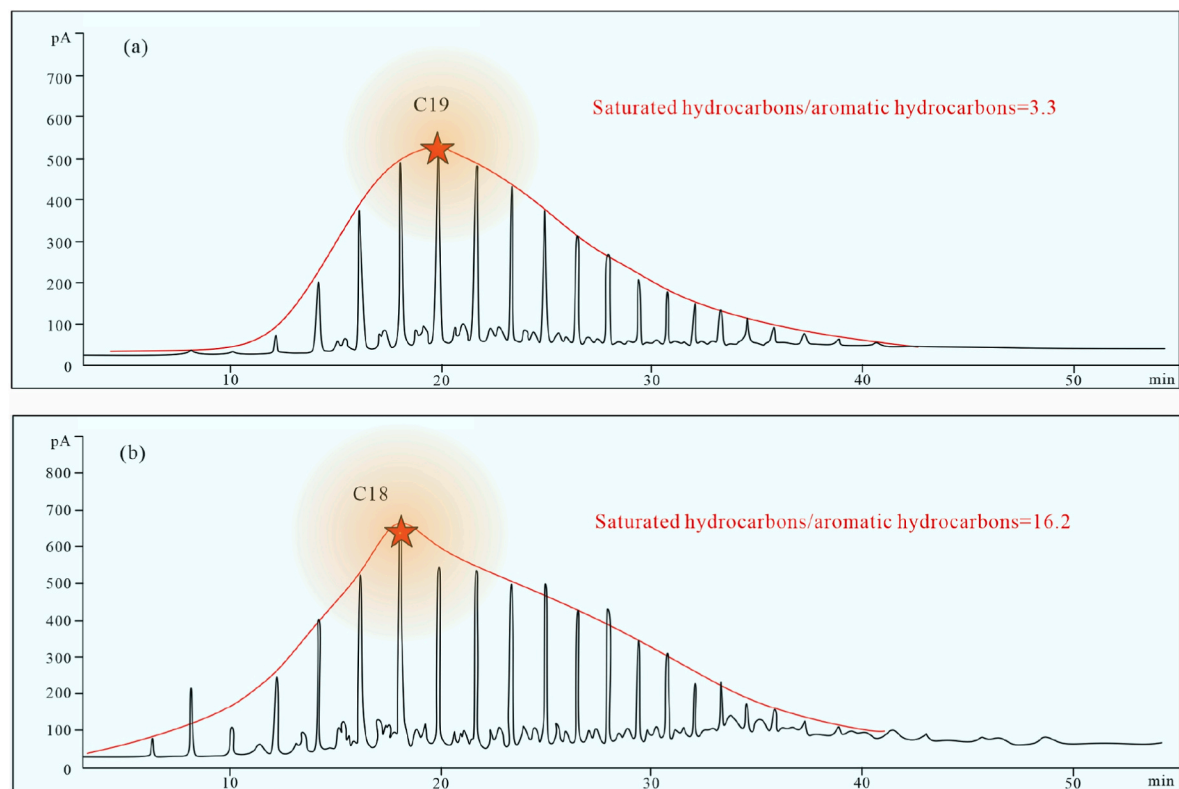 pA
(a)
700
600
500
400
300
200
100
0
C19
Saturated hydrocarbons/aromatic hydrocarbons=3.3
10
20
30
40
50
min
pA
(b)
800
700
600
500
400
300
200
100
0
C18
Saturated hydrocarbons/aromatic hydrocarbons=16.2
10
20
30
40
50
min